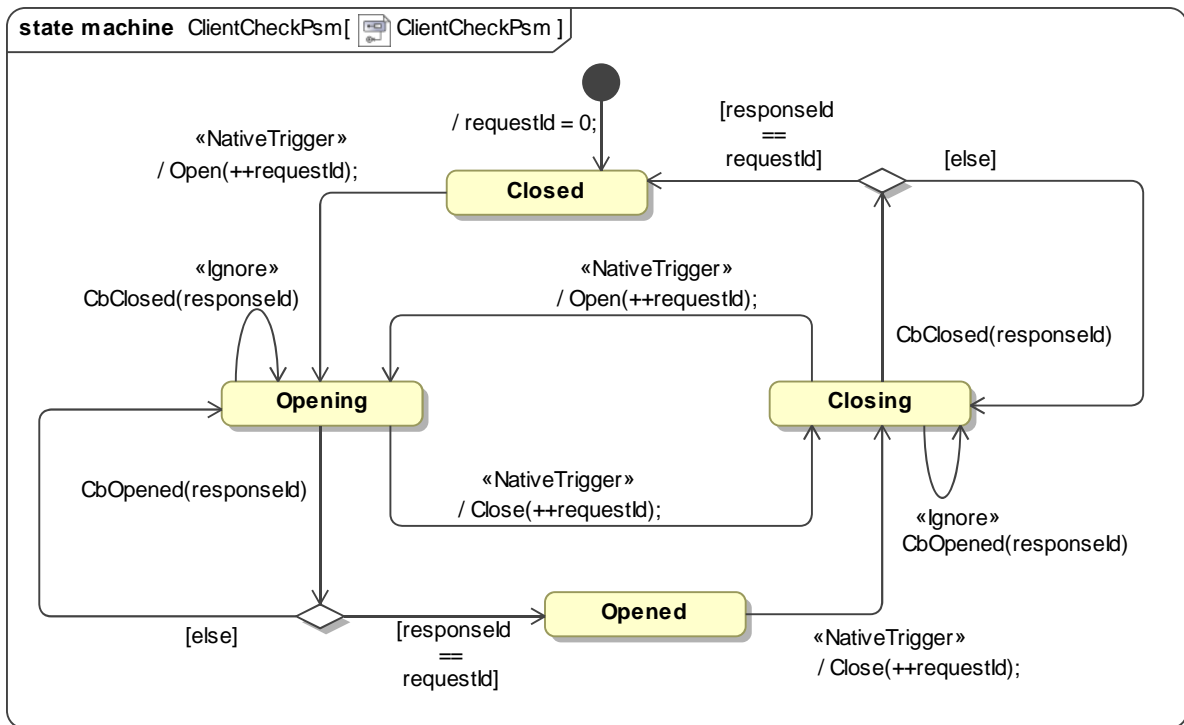 state machine ClientCheckPsm[ ClientCheckPsm ]
/ requestId = 0;
[responseId
==
requestId]
[else]
«NativeTrigger»
/ Open(++requestId);
Closed
«Ignore»
CbClosed(responseId)
«NativeTrigger»
/ Open(++requestId);
CbClosed(responseId)
Opening
Closing
CbOpened(responseId)
«NativeTrigger»
/ Close(++requestId);
«Ignore»
CbOpened(responseId)
Opened
[else]
[responseId
==
requestId]
«NativeTrigger»
/ Close(++requestId);